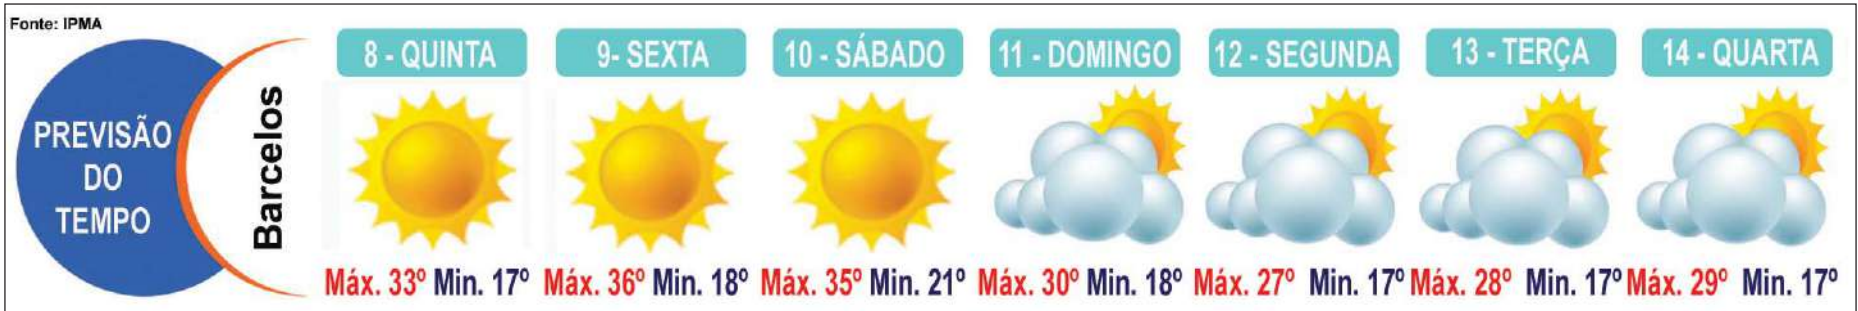 Fonte: IPMA
PREVISÃO
DO
TEMPO
Barcelos
8 - QUINTA
9- SEXTA
10 - SÁBADO
11 - DOMINGO
12 - SEGUNDA
13 - TERÇA
14 - QUARTA
Máx. 33º Min. 17º
Máx. 36º Min. 18º
Máx. 35º Min. 21º
Máx. 30º Min. 18º
Máx. 27º Min. 17º
Máx. 28º Min. 17º
Máx. 29º Min. 17º